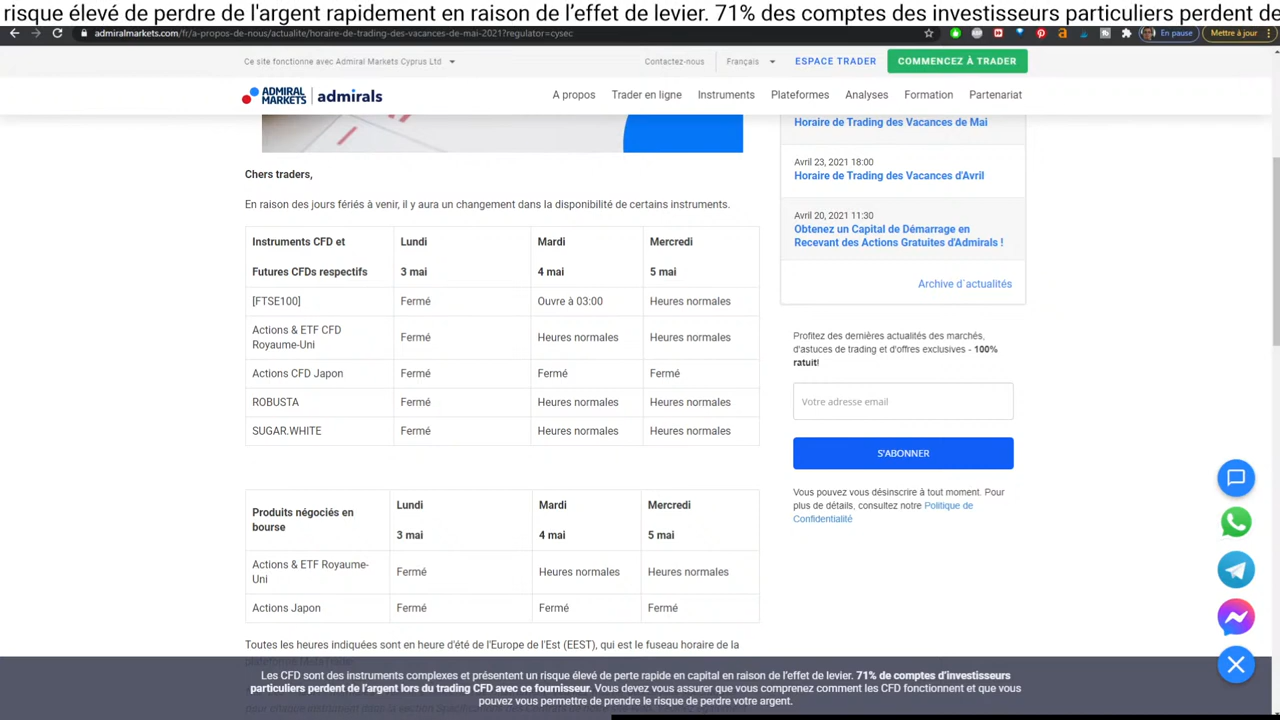 risque élevé de perdre de l'argent rapidement en raison de l'effet de levier. 71% des comptes des investisseurs particuliers perdent de
admiralmarkets.com/fr/a-propos-de-nous/actualite/horaire-de-trading-des-vacances-de-mai-2021?regulator=cysec
En pause
Mettre à jour
Ce site fonctionne avec Admiral Markets Cyprus Ltd
Contactez-nous
Français
ESPACE TRADER
COMMENCEZ À TRADER
ADMIRAL MARKETS
admirals
A propos
Trader en ligne
Instruments
Plateformes
Analyses
Formation
Partenariat
Chers traders,
En raison des jours fériés à venir, il y aura un changement dans la disponibilité de certains instruments.
Instruments CFD et
Futures CFDs respectifs
Lundi
3 mai
Mardi
4 mai
Mercredi
5 mai
[FTSE100] Fermé Ouvre à 03:00 Heures normales
Actions & ETF CFD
Royaume-Uni
Fermé Heures normales Heures normales
Actions CFD Japon Fermé Fermé Fermé
ROBUSTA Fermé Heures normales Heures normales
SUGAR.WHITE Fermé Heures normales Heures normales
Produits négociés en
bourse
Lundi
3 mai
Mardi
4 mai
Mercredi
5 mai
Actions & ETF Royaume-
Uni
Fermé Heures normales Heures normales
Actions Japon Fermé Fermé Fermé
Toutes les heures indiquées sont en heure d'été de l'Europe de l'Est (EEST), qui est le fuseau horaire de la
Horaire de Trading des Vacances de Mai
Avril 23, 2021 18:00
Horaire de Trading des Vacances d'Avril
Avril 20, 2021 11:30
Obtenez un Capital de Démarrage en
Recevant des Actions Gratuites d'Admirals !
Archive d`actualités
Profitez des dernières actualités des marchés,
d'astuces de trading et d'offres exclusives - 100%
ratuit!
Votre adresse email
S'ABONNER
Vous pouvez vous désinscrire à tout moment. Pour
plus de détails, consultez notre Politique de
Confidentialité
Les CFD sont des instruments complexes et présentent un risque élevé de perte rapide en capital en raison de l'effet de levier. 71% de comptes d'investisseurs
particuliers perdent de l'argent lors du trading CFD avec ce fournisseur. Vous devez vous assurer que vous comprenez comment les CFD fonctionnent et que vous
pouvez vous permettre de prendre le risque de perdre votre argent.